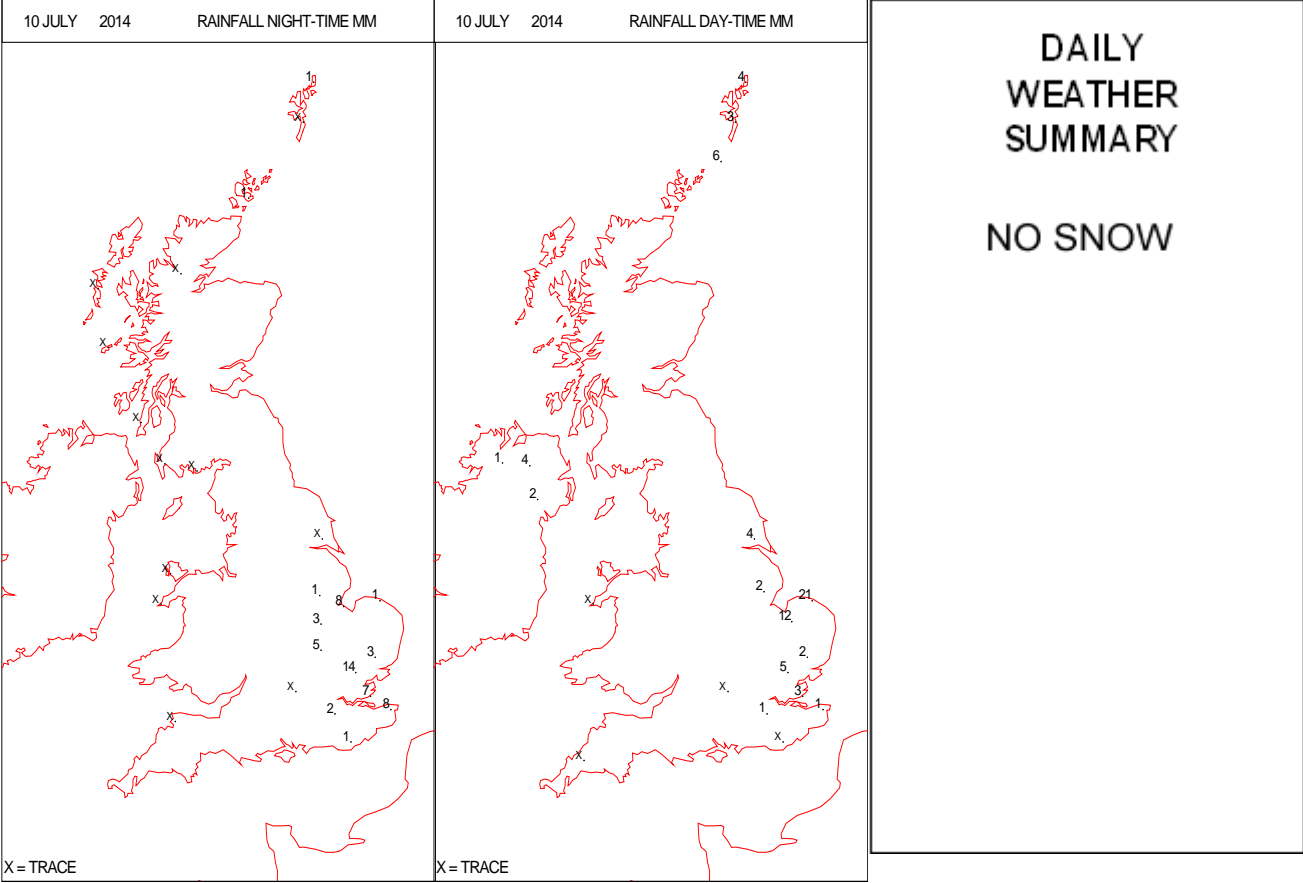 10 JULY 2014 RAINFALL NIGHT-TIME MM
1
X
1
X
X
X
X
X X
X
X
1
8 1
X
3
5
3
14
X
7
8
2
X
1
X = TRACE
10 JULY 2014 RAINFALL DAY-TIME MM
4
3
6
1 4
2
4
2
21
X
12
2
5
X
3
1
1
X
X
X = TRACE
DAILY
WEATHER
SUMMARY
NO SNOW